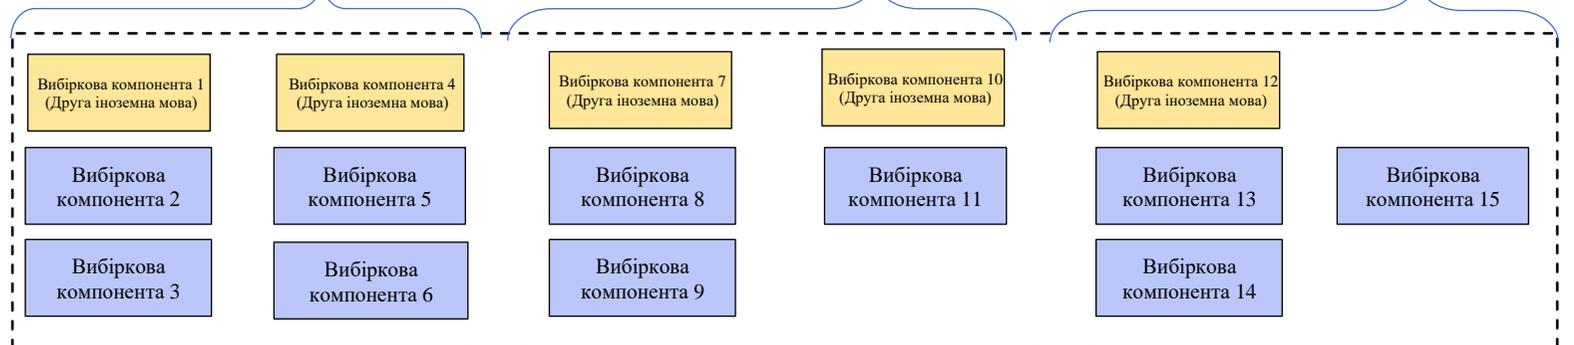 Вибіркова компонента 1
(Друга іноземна мова)
Вибіркова компонента 4
(Друга іноземна мова)
Вибіркова компонента 7
(Друга іноземна мова)
Вибіркова компонента 10
(Друга іноземна мова)
Вибіркова компонента 12
(Друга іноземна мова)
Вибіркова
компонента 2
Вибіркова
компонента 5
Вибіркова
компонента 8
Вибіркова
компонента 11
Вибіркова
компонента 13
Вибіркова
компонента 15
Вибіркова
компонента 3
Вибіркова
компонента 6
Вибіркова
компонента 9
Вибіркова
компонента 14